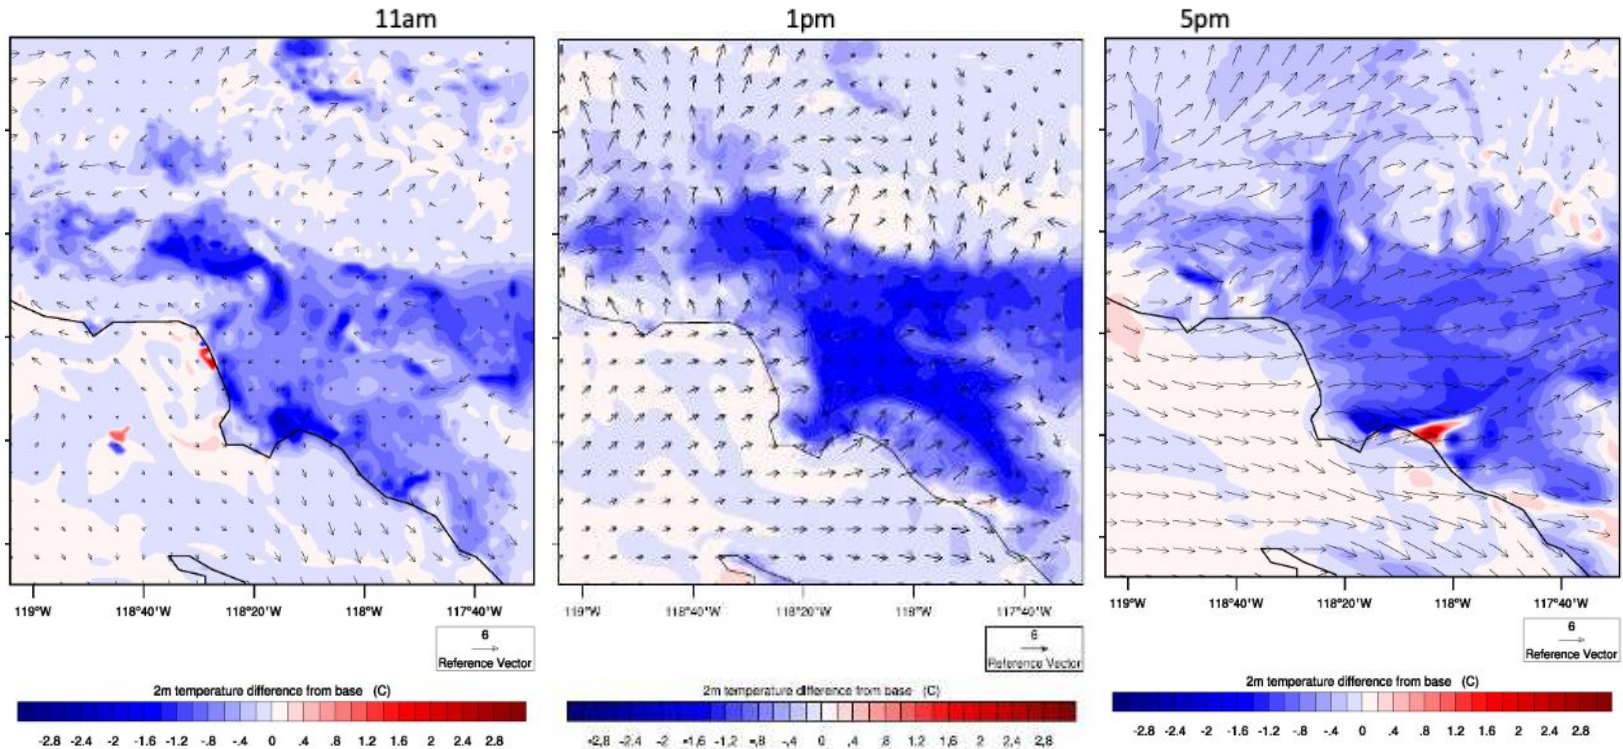 11am
1pm
5pm
119°W 118°40'W 118°20'W 118°W 117°40'W
119°W 118°40'W 118°20'W 118°W 117°40'W
119°W 118°40'W 118°20'W 118°W 117°40'W
6
Reference Vector
6
Reference Vector
6
Reference Vector
2m temperature difference from base (C)
-2.8 -2.4 -2 -1.6 -1.2 -.8 -.4 0 .4 .8 1.2 1.6 2 2.4 2.8
2m temperature difference from base (C)
-2.8 -2.4 -2 -1.6 -1.2 -.8 -.4 0 .4 .8 1.2 1.6 2 2.4 2.8
2m temperature difference from base (C)
-2.8 -2.4 -2 -1.6 -1.2 -.8 -.4 0 .4 .8 1.2 1.6 2 2.4 2.8